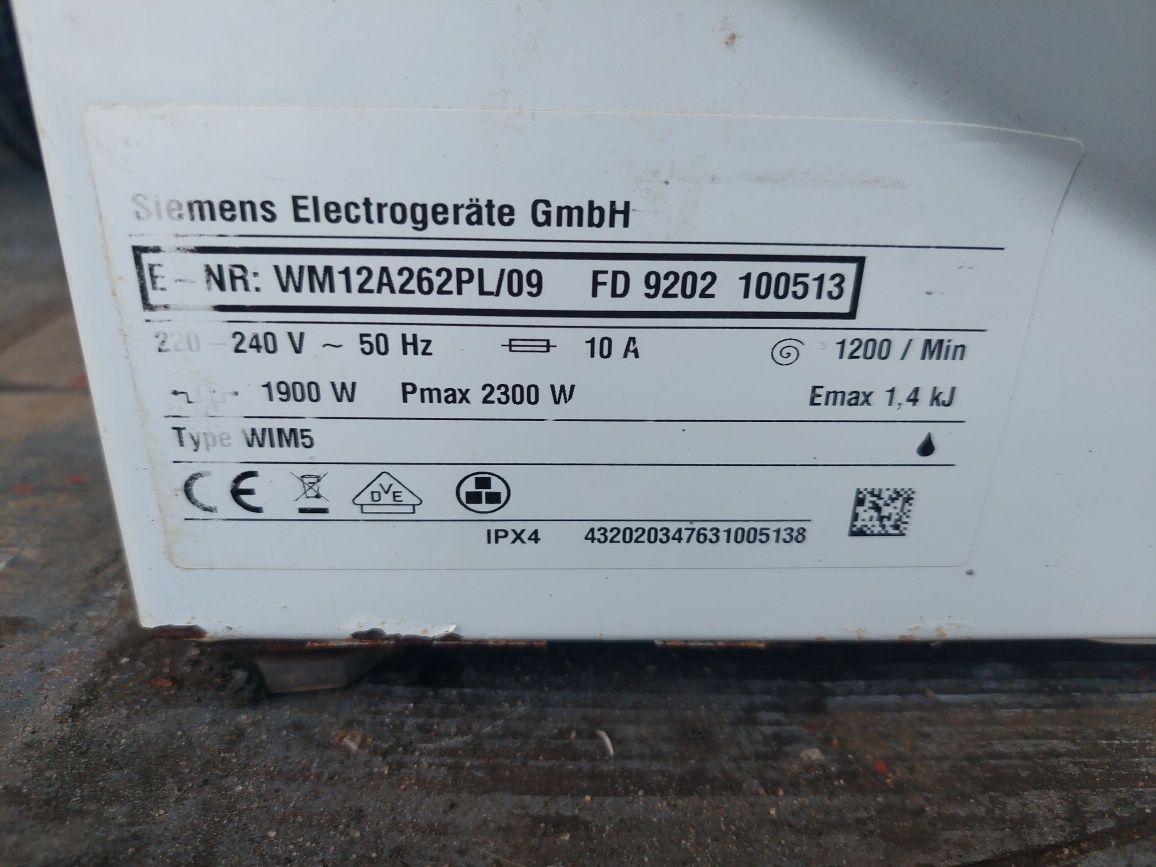 Siemens Electrogeräte GmbH
E - NR: WM12A262PL/09 FD 9202 100513
220 - 240 V ~ 50 Hz 10 A 1200 / Min
1900 W Pmax 2300 W Emax 1,4 kJ
Type WIM5
CE DVE
IPX4 432020347631005138